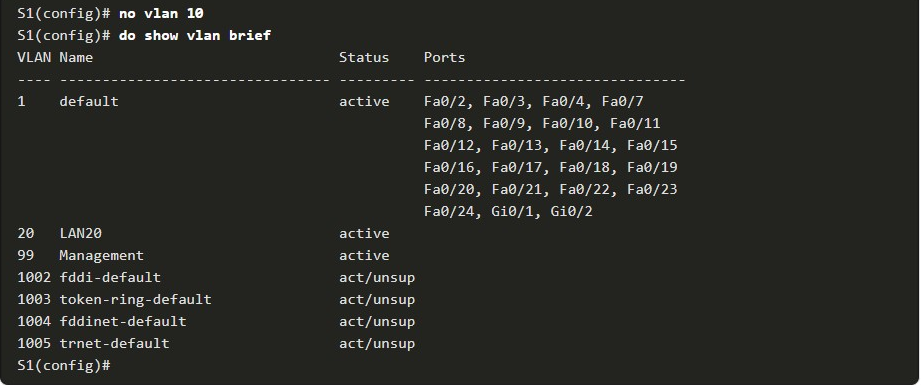 S1(config)# no vlan 10
S1(config)# do show vlan brief
VLAN Name                             Status    Ports
---- -------------------------------- --------- -------------------------------
1    default                          active    Fa0/2, Fa0/3, Fa0/4, Fa0/7
                                                Fa0/8, Fa0/9, Fa0/10, Fa0/11
                                                Fa0/12, Fa0/13, Fa0/14, Fa0/15
                                                Fa0/16, Fa0/17, Fa0/18, Fa0/19
                                                Fa0/20, Fa0/21, Fa0/22, Fa0/23
                                                Fa0/24, Gi0/1, Gi0/2
20   LAN20                            active
99   Management                       active
1002 fddi-default                     act/unsup
1003 token-ring-default               act/unsup
1004 fddinet-default                  act/unsup
1005 trnet-default                    act/unsup
S1(config)#